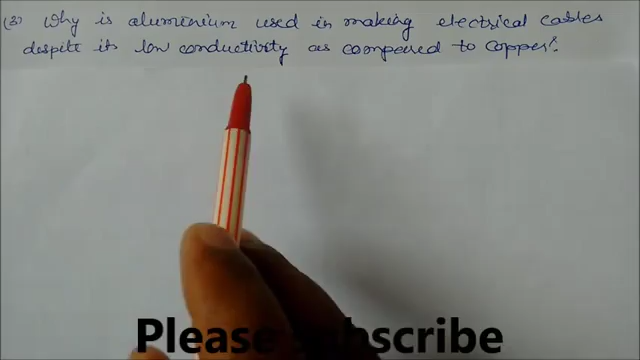 (3) Why is aluminium used in making electrical cables
despite its low conductivity as compared to copper?
Please subscribe